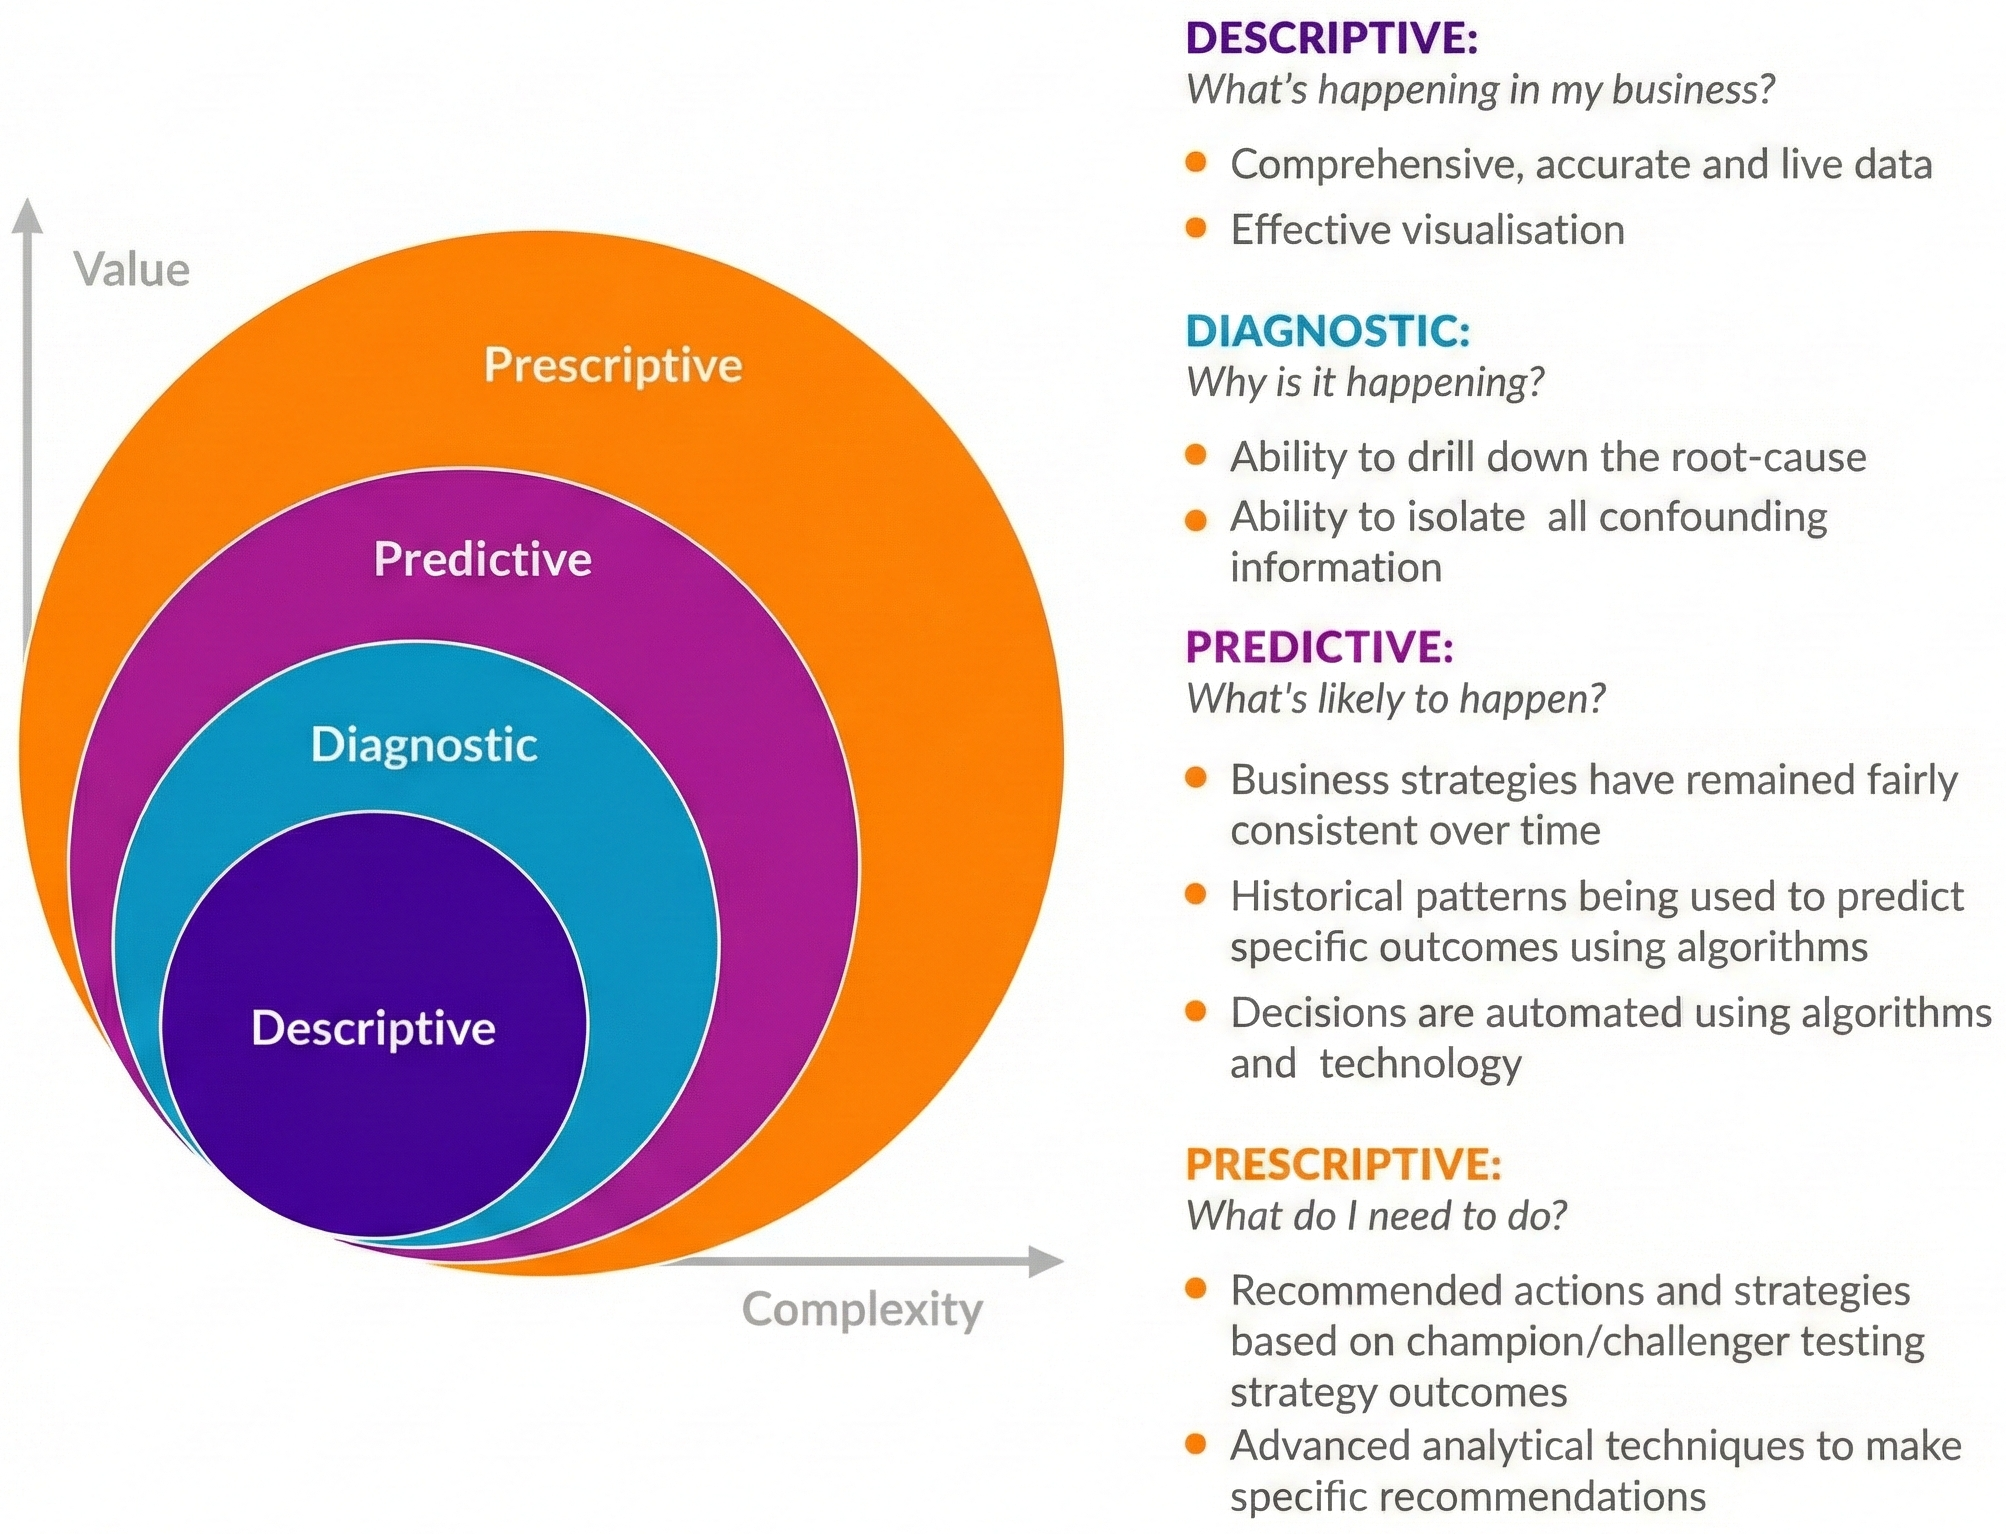 Value
Prescriptive
Predictive
Diagnostic
Descriptive
Complexity
DESCRIPTIVE:
What’s happening in my business?
Comprehensive, accurate and live data
Effective visualisation
DIAGNOSTIC:
Why is it happening?
Ability to drill down the root-cause
Ability to isolate  all confounding
information
PREDICTIVE:
What's likely to happen?
Business strategies have remained fairly
consistent over time
Historical patterns being used to predict
specific outcomes using algorithms
Decisions are automated using algorithms
and  technology
PRESCRIPTIVE:
What do I need to do?
Recommended actions and strategies
based on champion/challenger testing
strategy outcomes
Advanced analytical techniques to make
specific recommendations